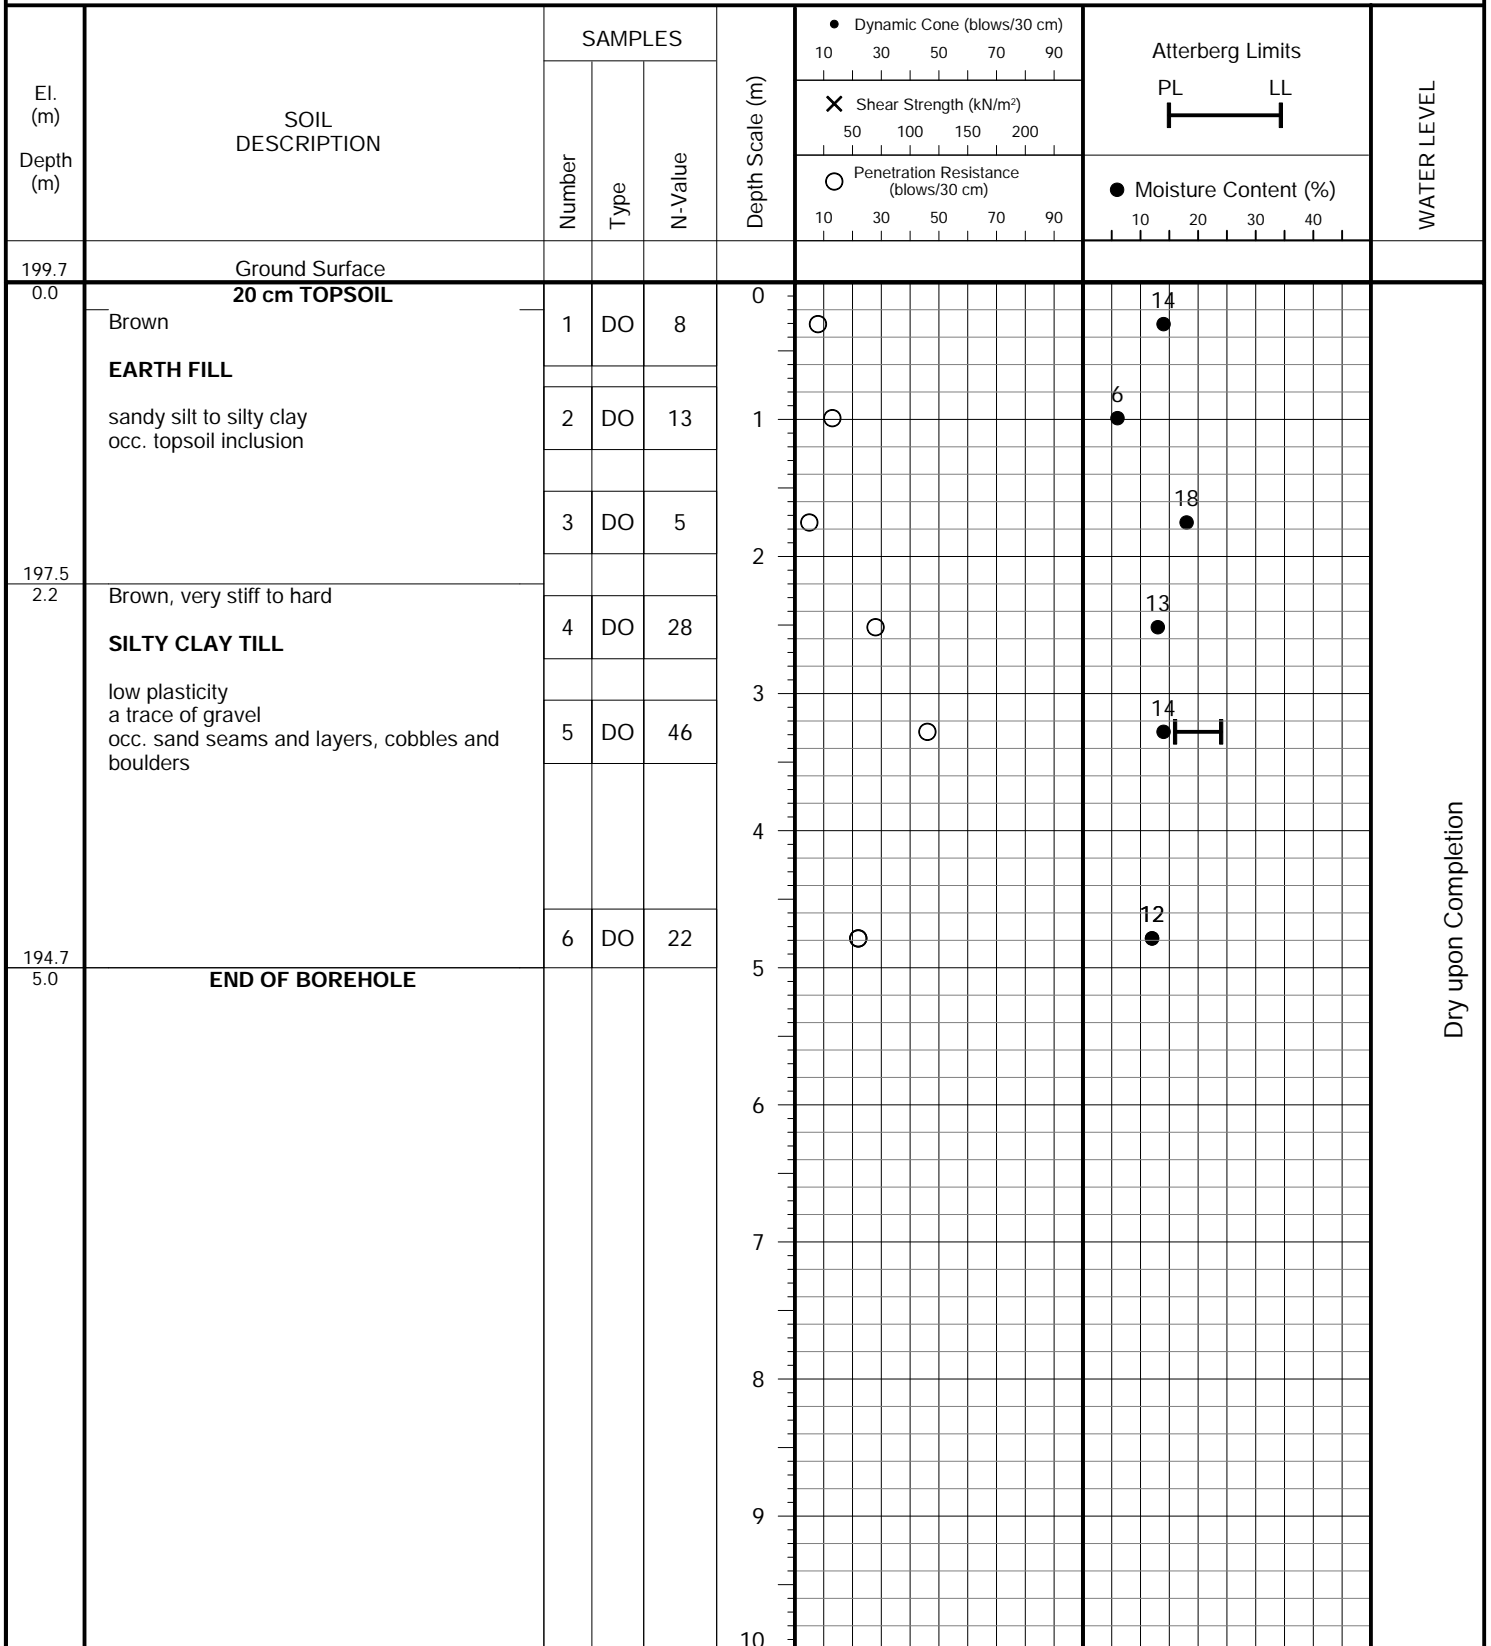 El.
(m)
Depth
(m)
SOIL
DESCRIPTION
SAMPLES
Number
Type
N-Value
Depth Scale (m)
● Dynamic Cone (blows/30 cm)
10 30 50 70 90
✕ Shear Strength (kN/m²)
50 100 150 200
○ Penetration Resistance
(blows/30 cm)
10 30 50 70 90
Atterberg Limits
PL LL
● Moisture Content (%)
10 20 30 40
WATER LEVEL
199.7 Ground Surface
0.0 20 cm TOPSOIL 0
14
Brown 1 DO 8
EARTH FILL
6
sandy silt to silty clay 2 DO 13 1
occ. topsoil inclusion
18
3 DO 5
2
197.5
2.2 Brown, very stiff to hard
13
4 DO 28
SILTY CLAY TILL
low plasticity 3
a trace of gravel 14
occ. sand seams and layers, cobbles and 5 DO 46
boulders
4
12
6 DO 22
194.7
5
5.0 END OF BOREHOLE
Dry upon Completion
6
7
8
9
10